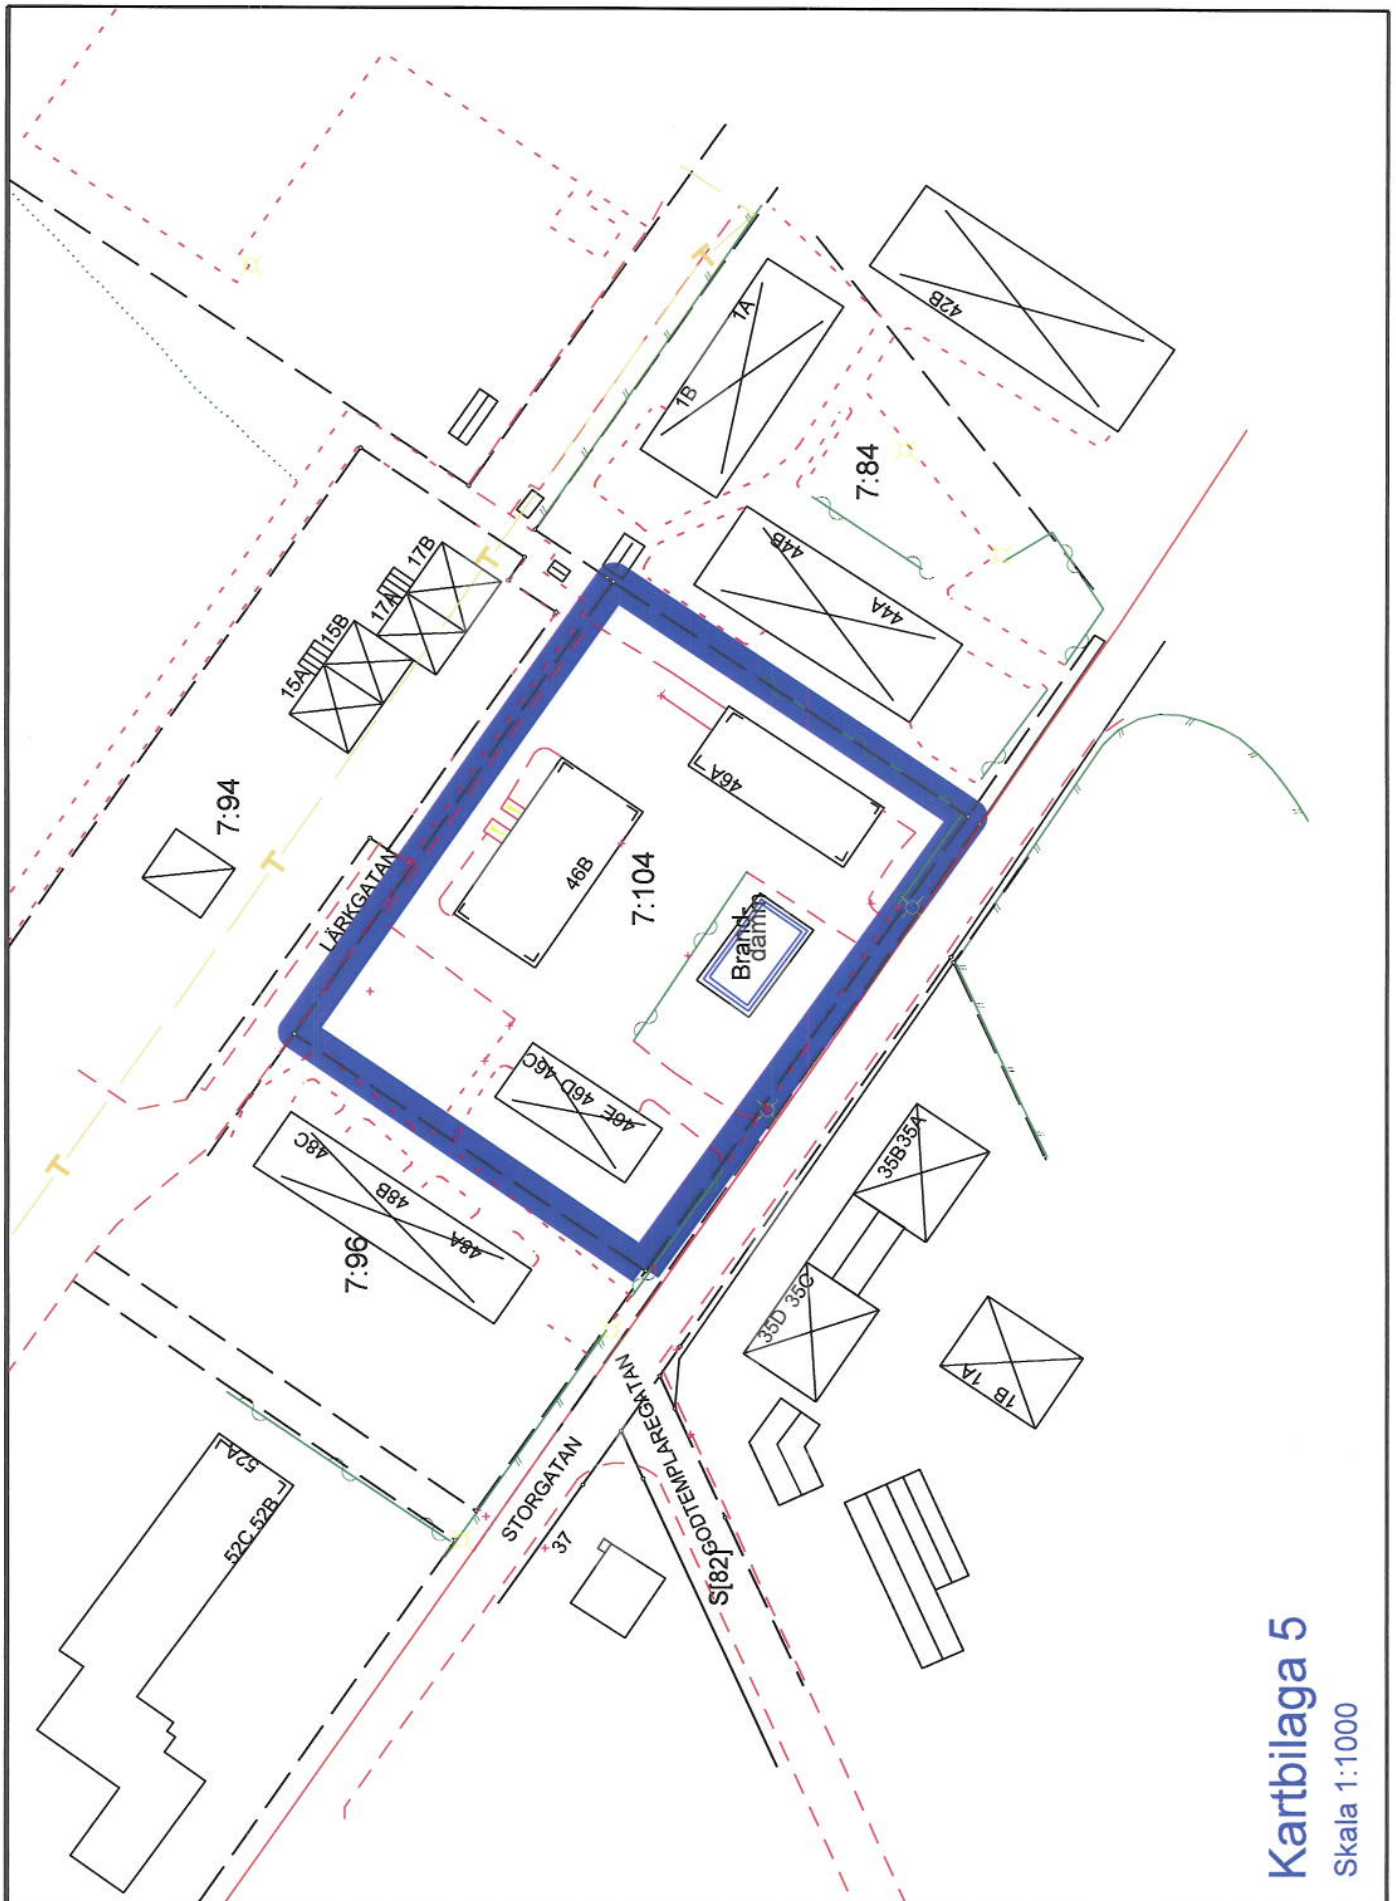 42B
1A
1B
7:84
44B
44A
17B
17A
15B
15A
7:94
LÄRKGATAN
46A
46B
7:104
Brand-
damm
46C
46D
46E
48C
48B
48A
7:96
35A
35B
35C
35D
1A
1B
STORGATAN
GODTEMPLAREGATAN
S[82]
37
52A
52B
52C
T
T
T
T
Kartbilaga 5
Skala 1:1000